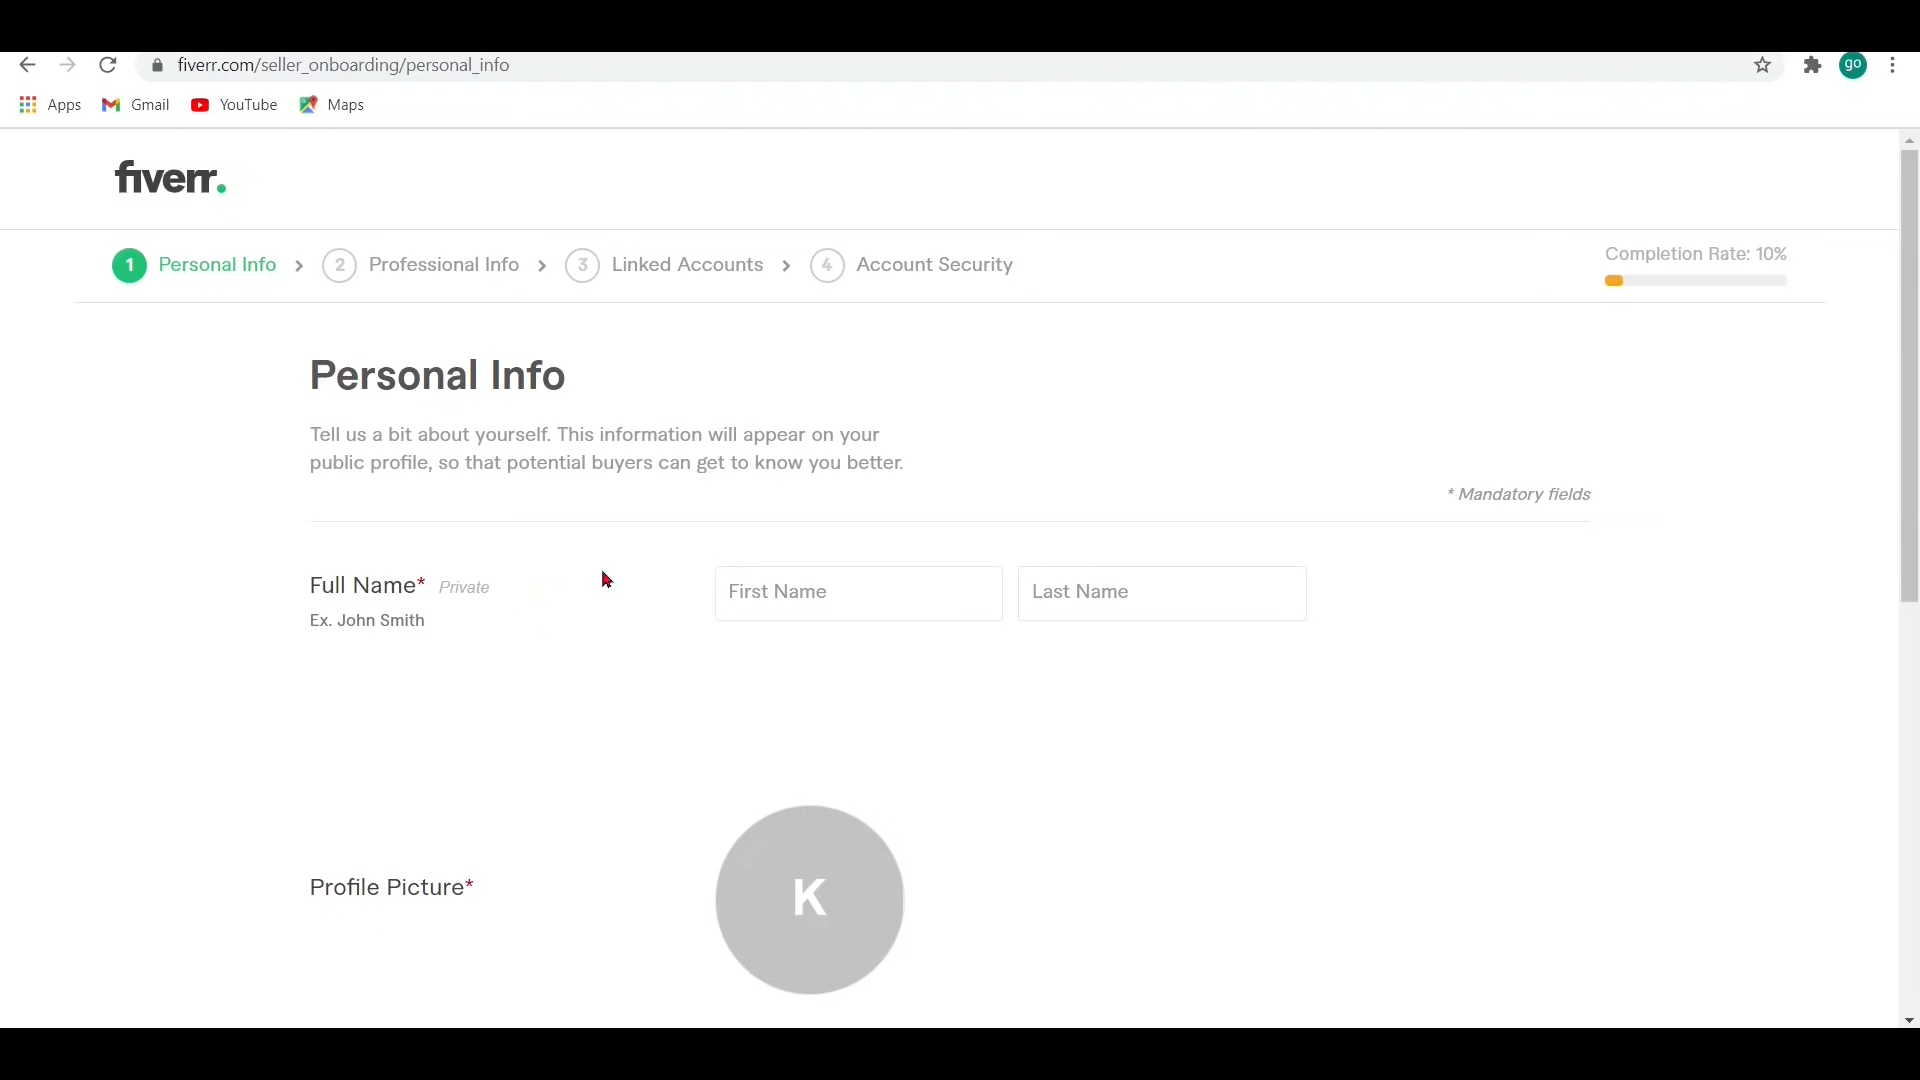 fiverr.com/seller_onboarding/personal_info
go
Apps Gmail YouTube Maps
fiverr.
1 Personal Info 2 Professional Info 3 Linked Accounts 4 Account Security
Completion Rate: 10%
Personal Info
Tell us a bit about yourself. This information will appear on your
public profile, so that potential buyers can get to know you better.
* Mandatory fields
Full Name* Private
First Name
Last Name
Ex. John Smith
Profile Picture*
K